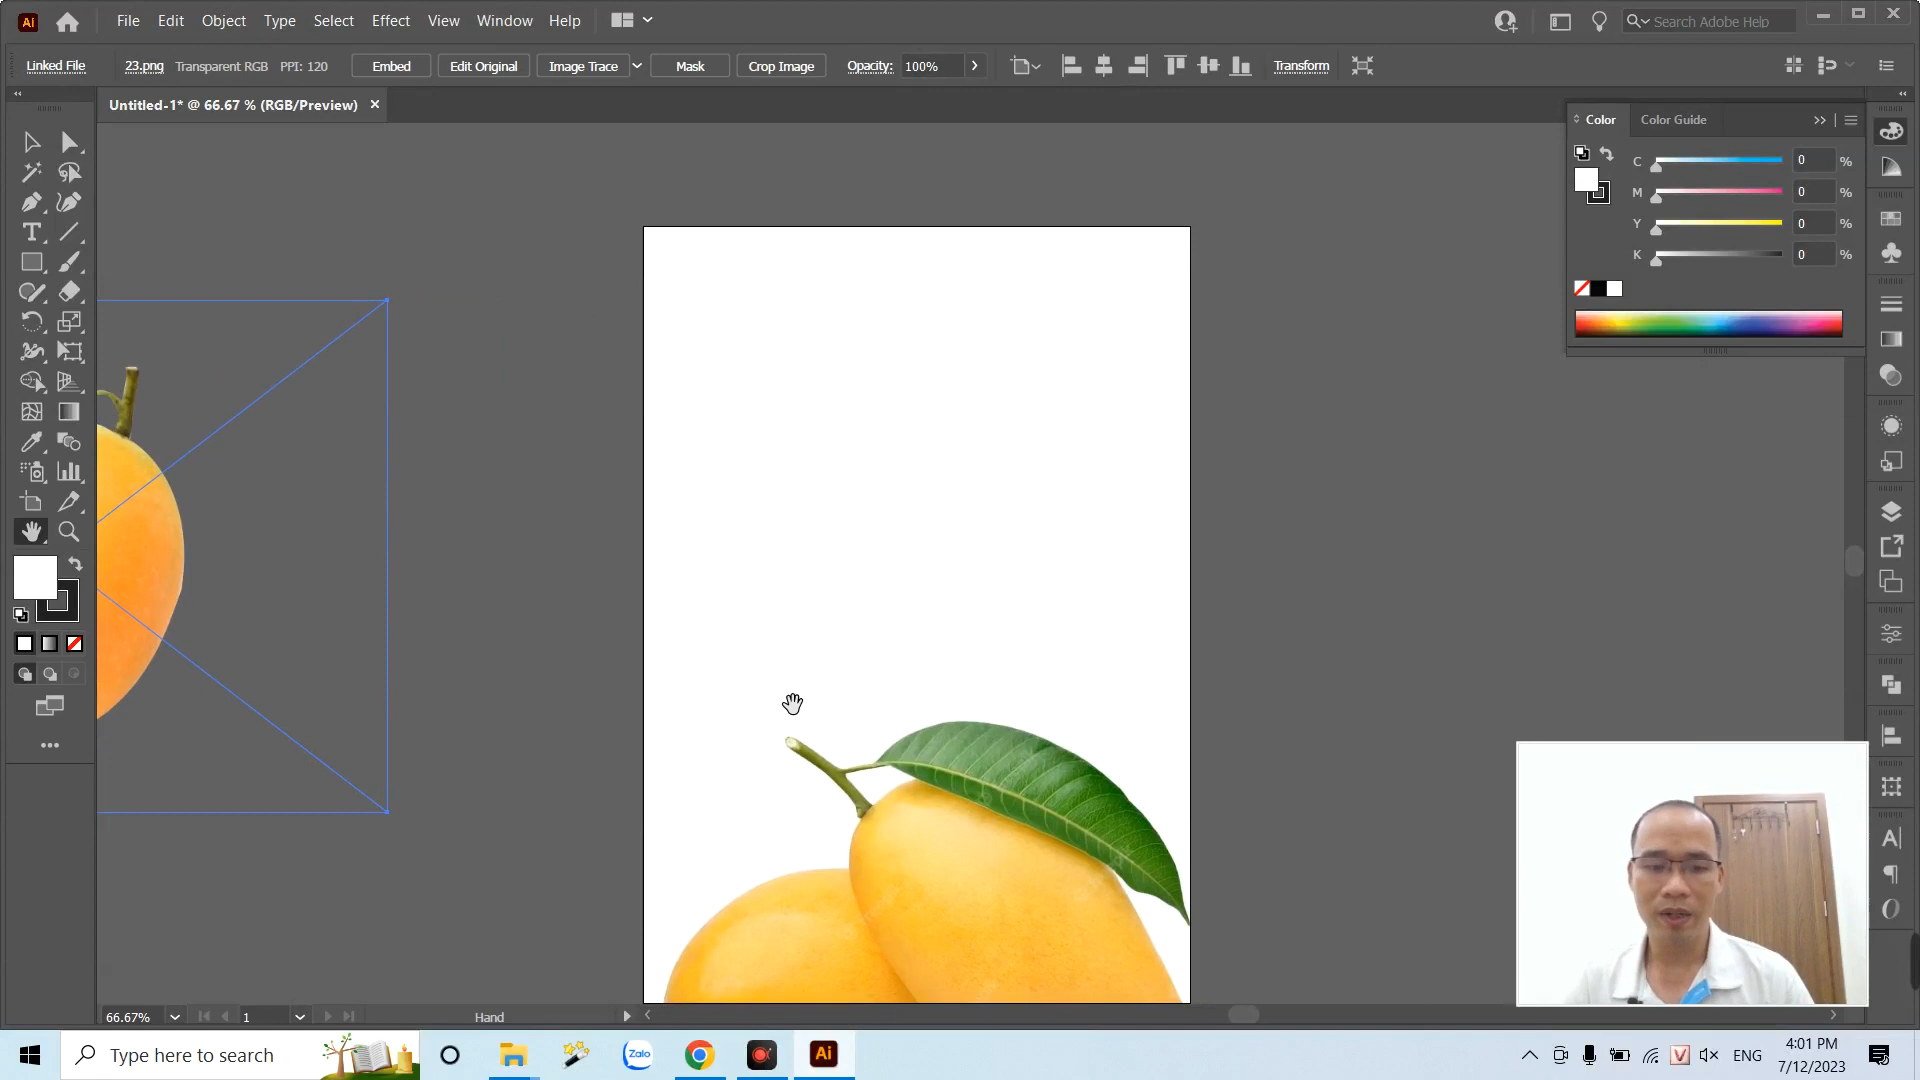 Ai File Edit Object Type Select Effect View Window Help Search Adobe Help
Linked File 23.png Transparent RGB PPI: 120 Embed Edit Original Image Trace Mask Crop Image Opacity: 100% Transform
Untitled-1* @ 66.67 % (RGB/Preview)
Color Color Guide
C 0 %
M 0 %
Y 0 %
K 0 %
66.67% 1 Hand
Type here to search Zalo Ai V ENG 4:01 PM
7/12/2023